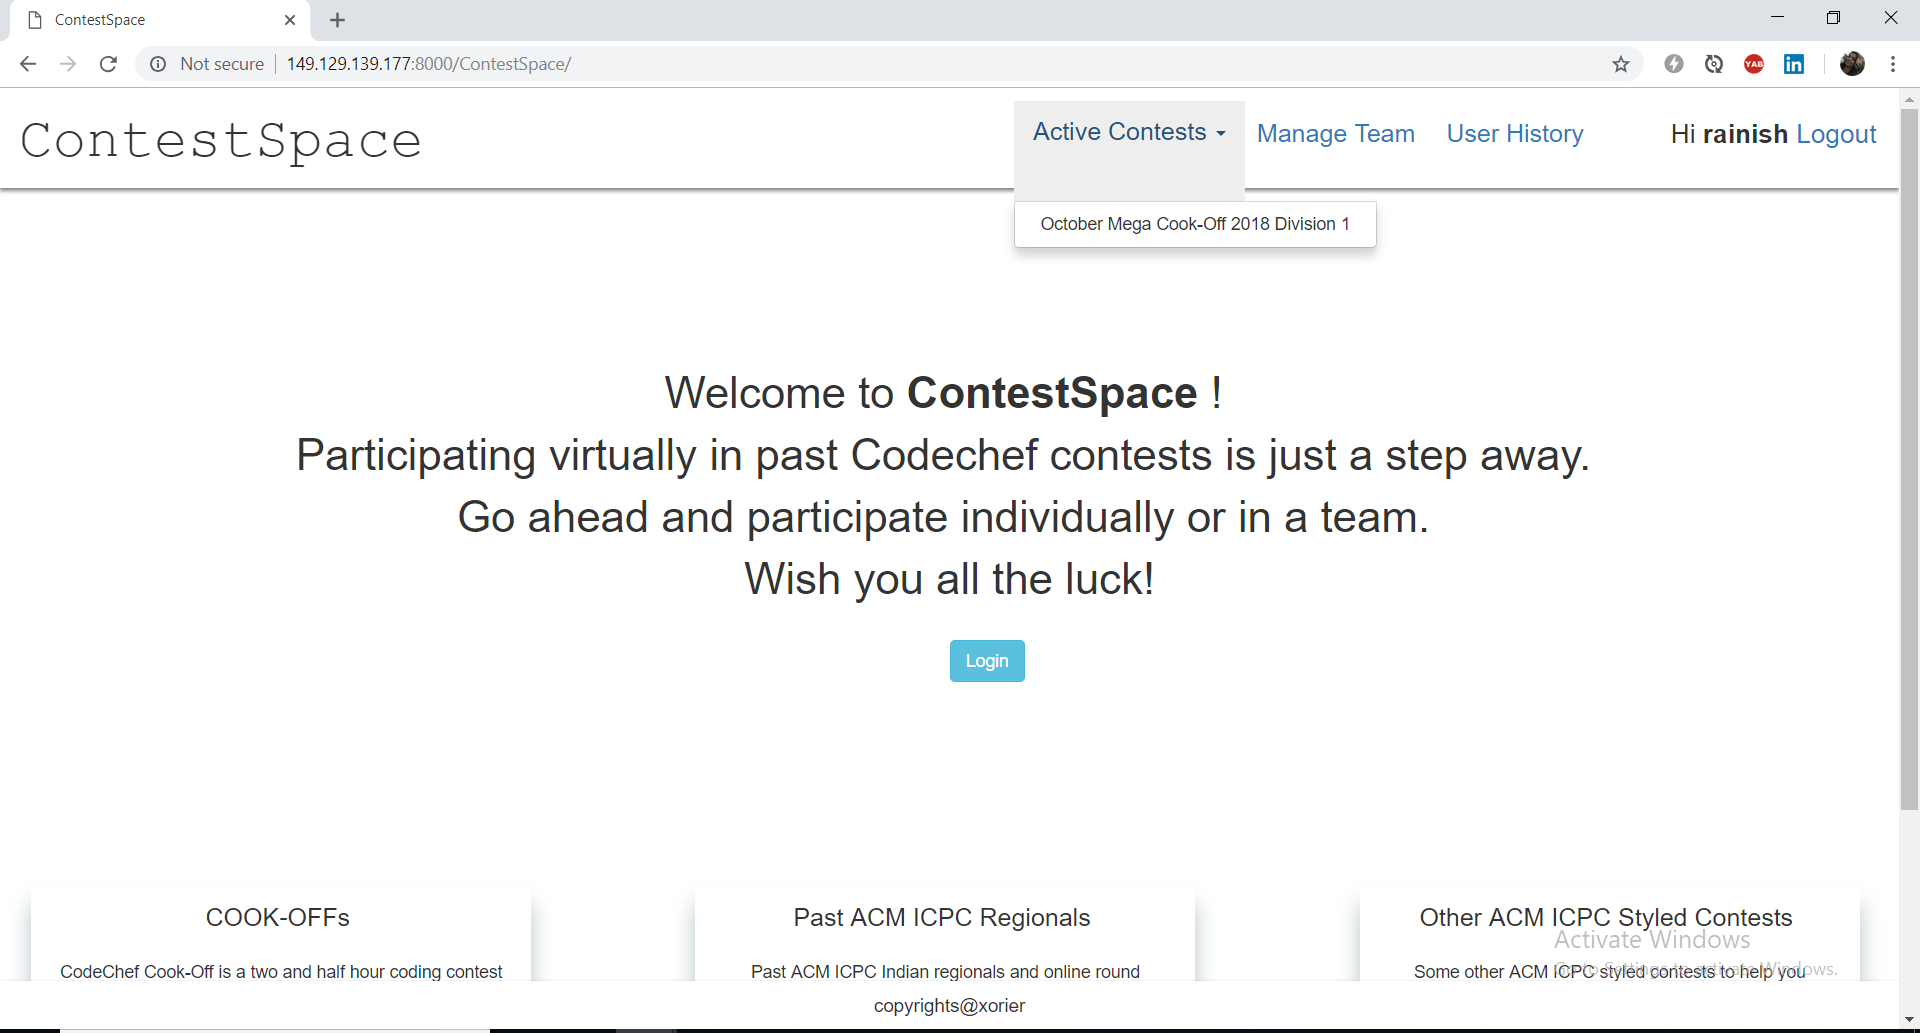 ContestSpace
Not secure 149.129.139.177:8000/ContestSpace/
YAB
in
ContestSpace
Active Contests Manage Team User History Hi rainish Logout
October Mega Cook-Off 2018 Division 1
Welcome to ContestSpace !
Participating virtually in past Codechef contests is just a step away.
Go ahead and participate individually or in a team.
Wish you all the luck!
Login
COOK-OFFs
CodeChef Cook-Off is a two and half hour coding contest
Past ACM ICPC Regionals
Past ACM ICPC Indian regionals and online round
Other ACM ICPC Styled Contests
Some other ACM ICPC styled contests to help you
Activate Windows
Go to Settings to activate Windows.
copyrights@xorier